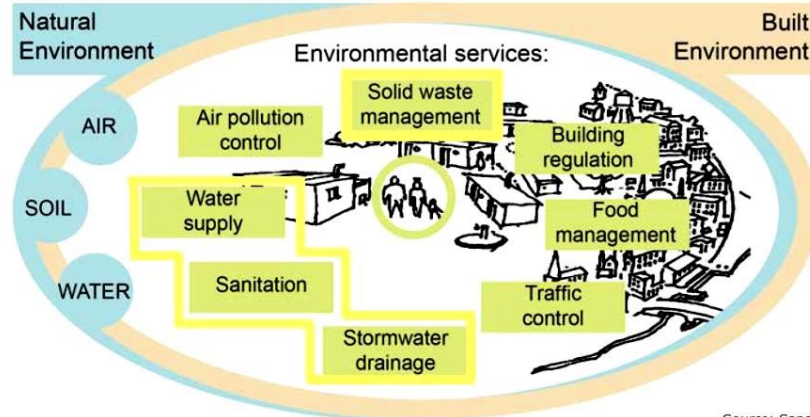 Natural
Environment
Built
Environment
Environmental services:
Solid waste
management
AIR
Air pollution
control
Building
regulation
SOIL
Water
supply
Food
management
WATER
Sanitation
Traffic
control
Stormwater
drainage